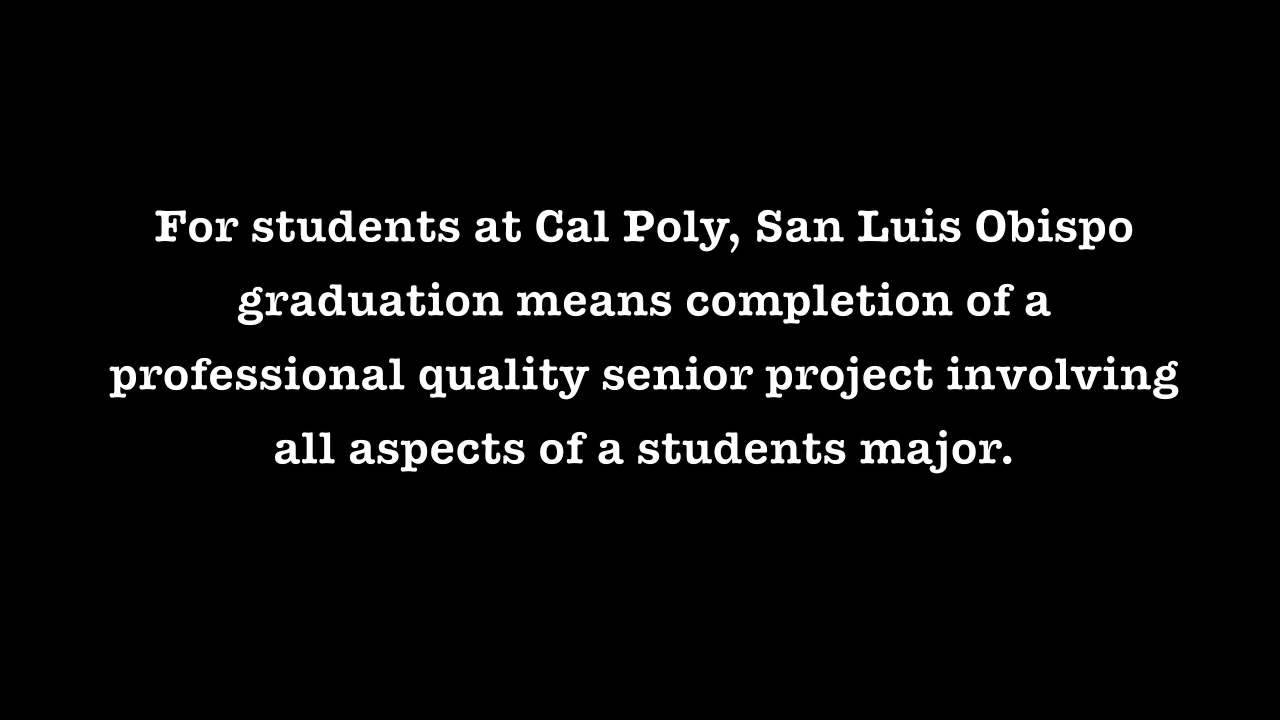 For students at Cal Poly, San Luis Obispo
graduation means completion of a
professional quality senior project involving
all aspects of a students major.